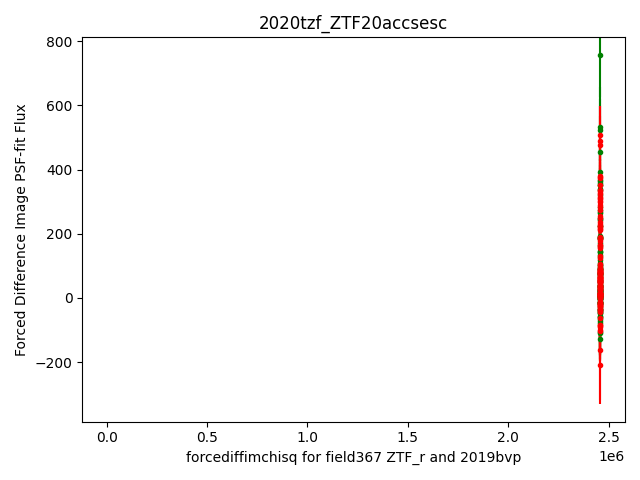 2020tzf_ZTF20accsesc
800
600
400
200
0
−200
Forced Difference Image PSF-fit Flux
0.0 0.5 1.0 1.5 2.0 2.5
1e6
forcediffimchisq for field367 ZTF_r and 2019bvp